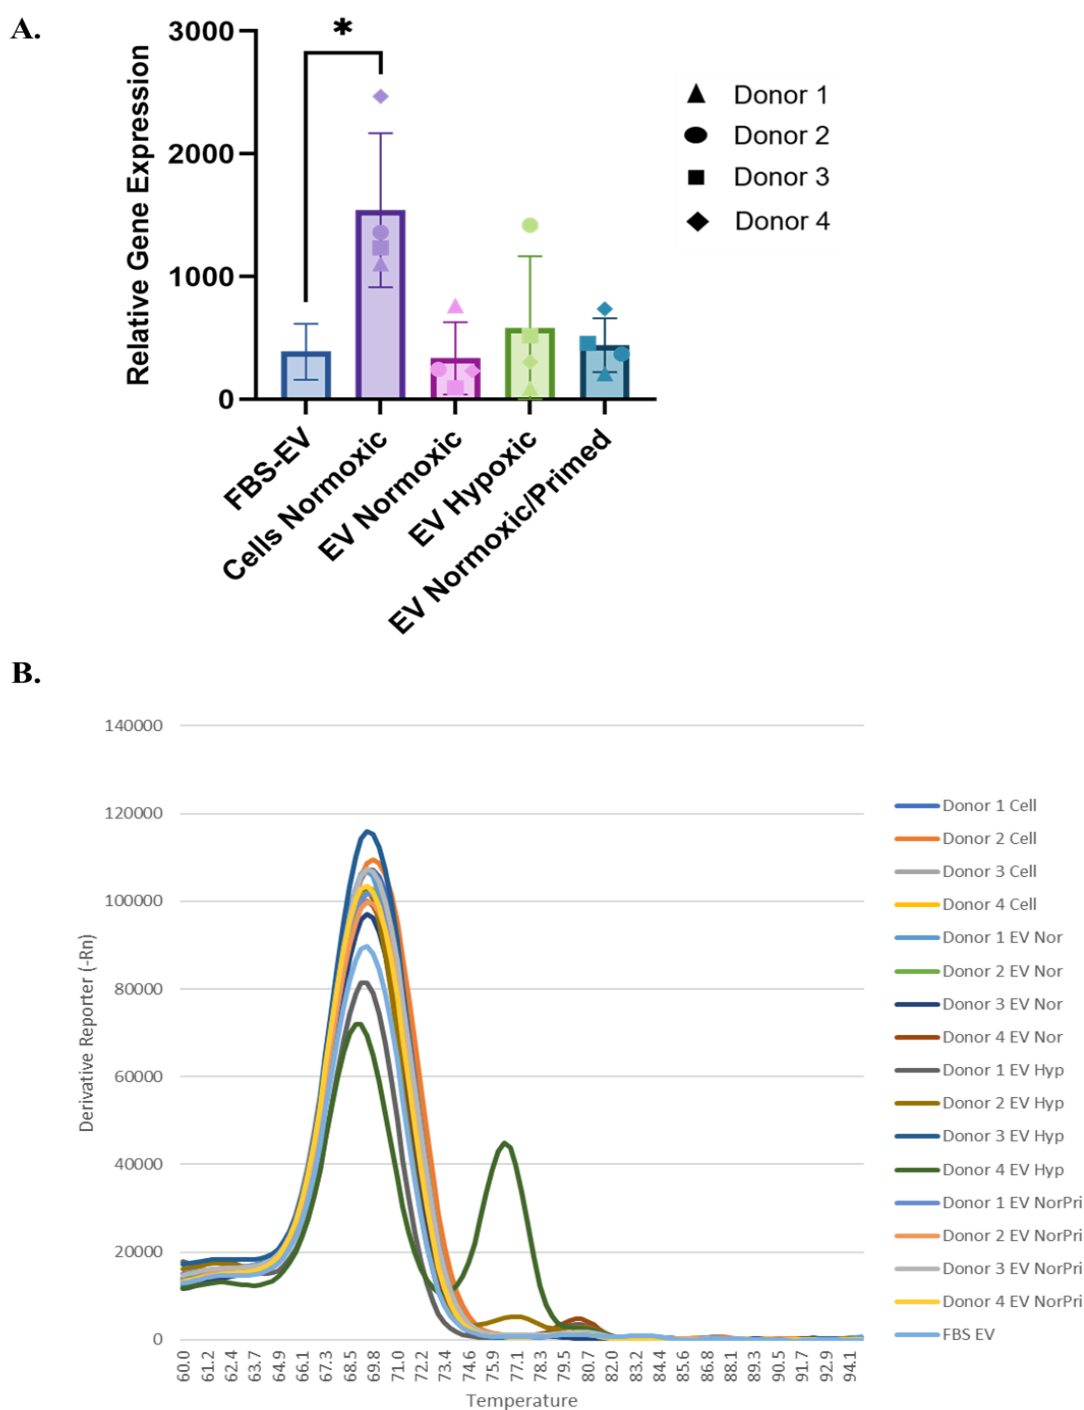 A.
*
3000
2000
1000
0
Relative Gene Expression
Donor 1
Donor 2
Donor 3
Donor 4
FBS-EV
Cells Normoxic
EV Normoxic
EV Hypoxic
EV Normoxic/Primed
B.
140000
120000
100000
80000
60000
40000
20000
0
Derivative Reporter (-Rn)
60.0 61.2 62.4 63.7 64.9 66.1 67.3 68.5 69.8 71.0 72.2 73.4 74.6 75.9 77.1 78.3 79.5 80.7 82.0 83.2 84.4 85.6 86.8 88.1 89.3 90.5 91.7 92.9 94.1
Temperature
Donor 1 Cell
Donor 2 Cell
Donor 3 Cell
Donor 4 Cell
Donor 1 EV Nor
Donor 2 EV Nor
Donor 3 EV Nor
Donor 4 EV Nor
Donor 1 EV Hyp
Donor 2 EV Hyp
Donor 3 EV Hyp
Donor 4 EV Hyp
Donor 1 EV NorPri
Donor 2 EV NorPri
Donor 3 EV NorPri
Donor 4 EV NorPri
FBS EV